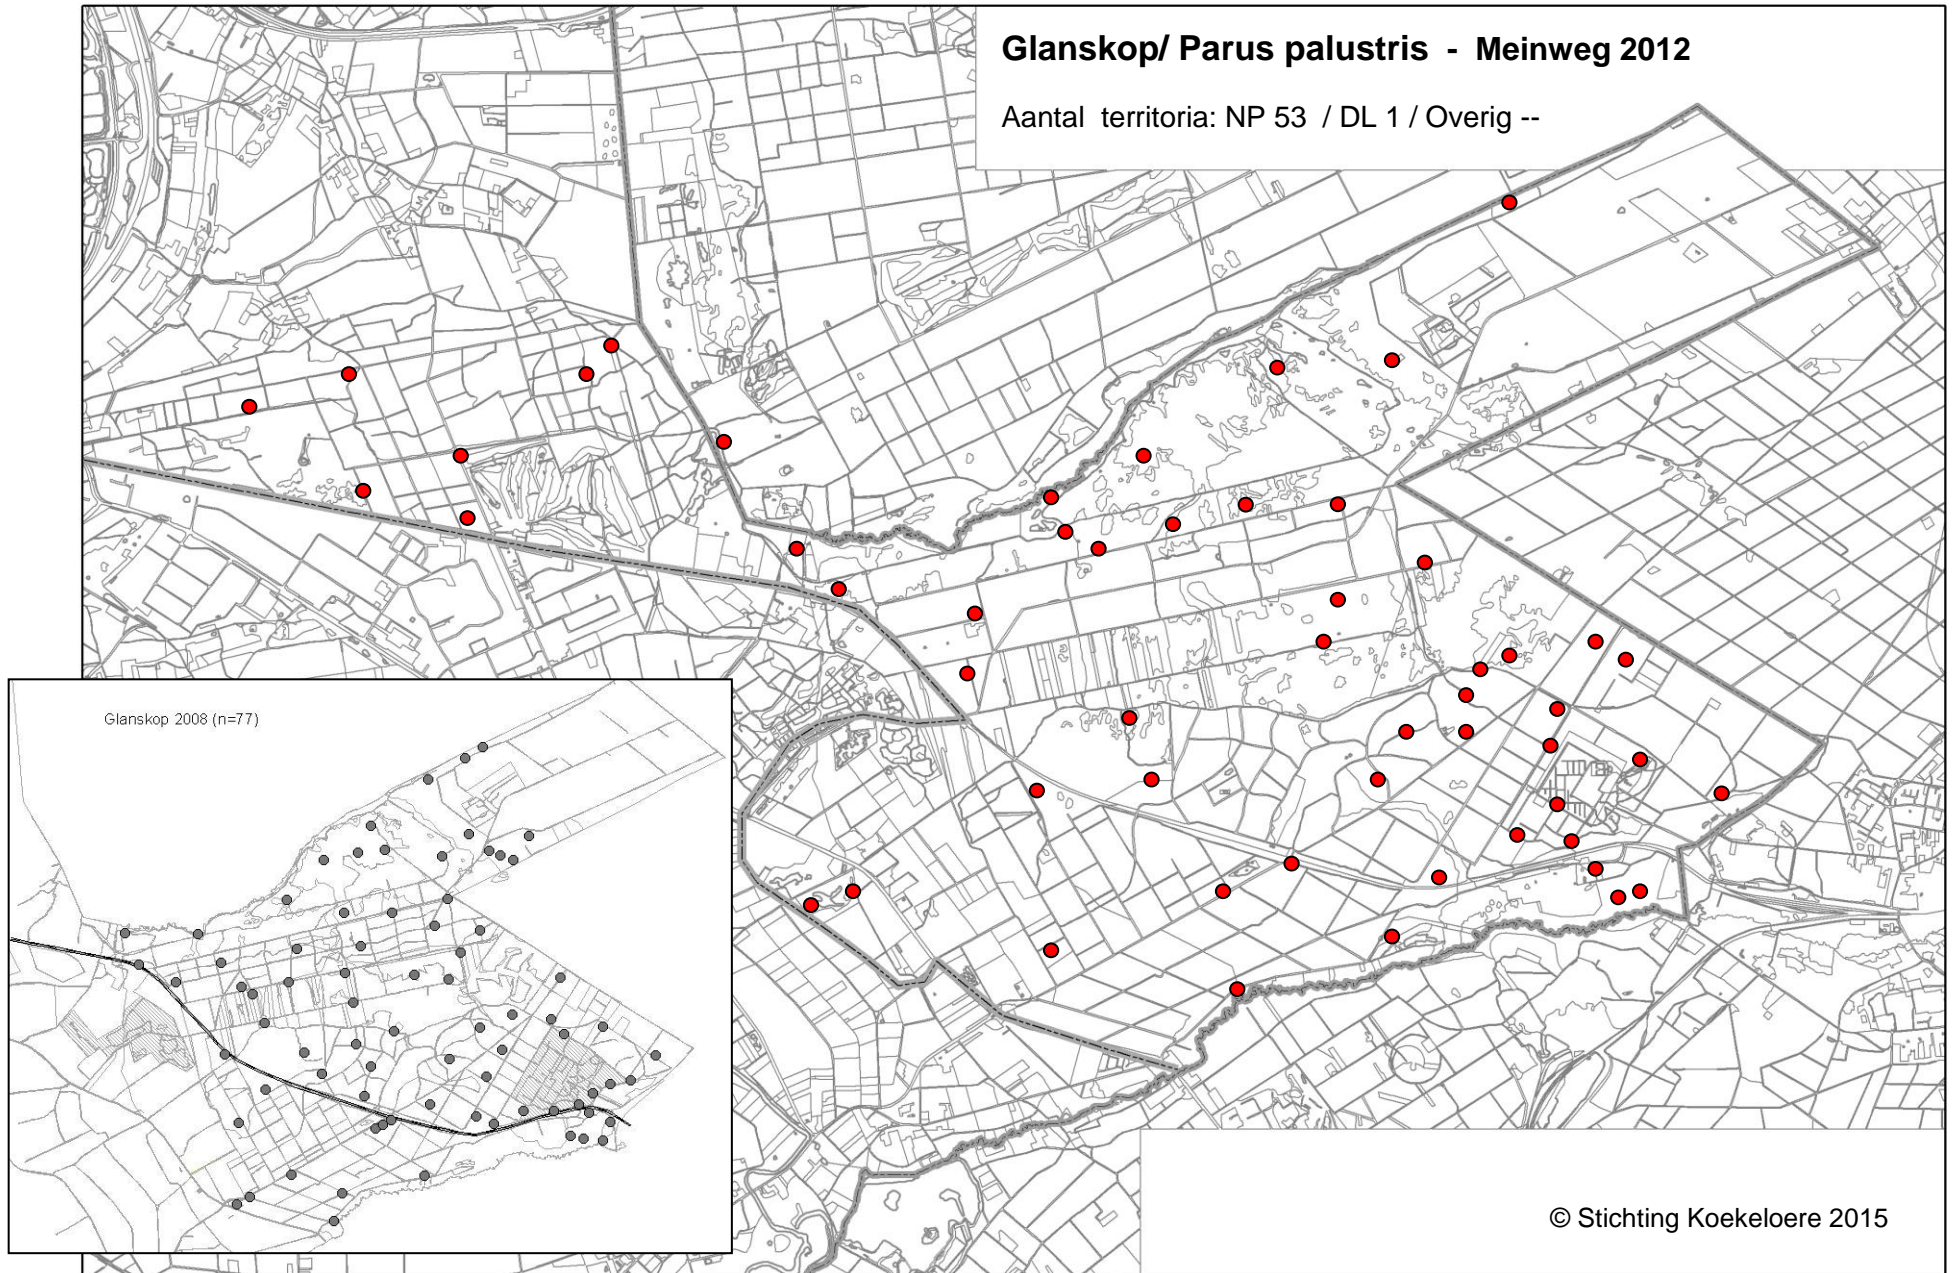 Glanskop/ Parus palustris - Meinweg 2012
Aantal territoria: NP 53 / DL 1 / Overig --
Glanskop 2008 (n=77)
© Stichting Koekeloere 2015